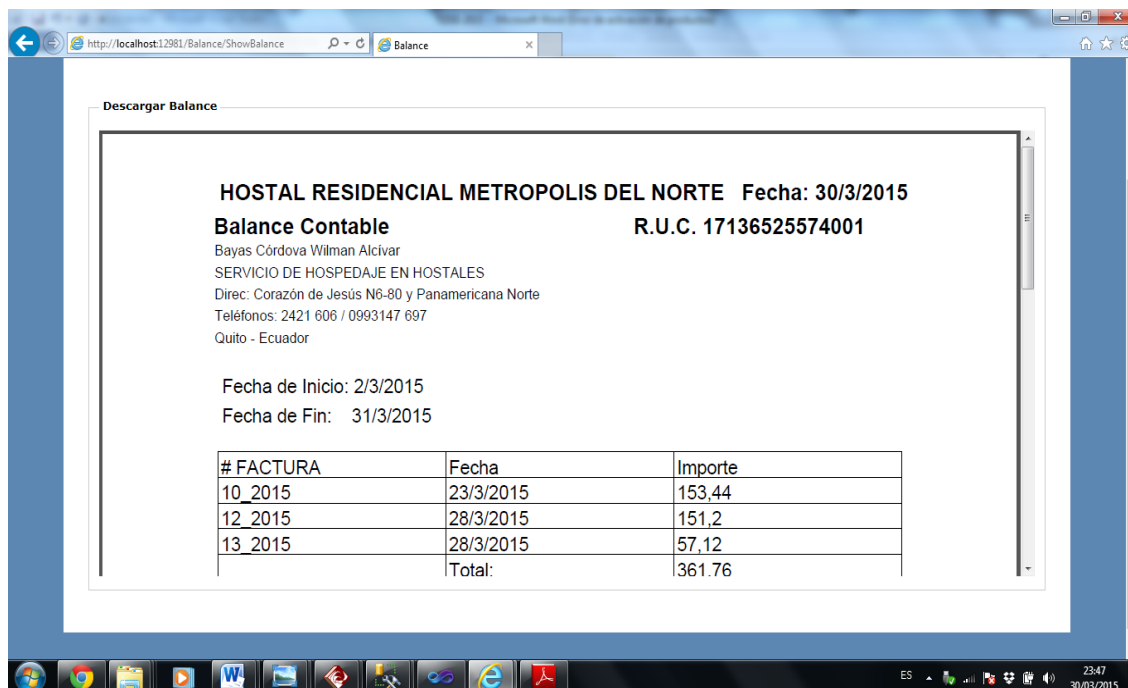 http://localhost:12981/Balance/ShowBalance
Balance
Descargar Balance
HOSTAL RESIDENCIAL METROPOLIS DEL NORTE Fecha: 30/3/2015
Balance Contable R.U.C. 17136525574001
Bayas Córdova Wilman Alcívar
SERVICIO DE HOSPEDAJE EN HOSTALES
Direc: Corazón de Jesús N6-80 y Panamericana Norte
Teléfonos: 2421 606 / 0993147 697
Quito - Ecuador
Fecha de Inicio: 2/3/2015
Fecha de Fin: 31/3/2015
# FACTURA Fecha Importe
10_2015 23/3/2015 153,44
12_2015 28/3/2015 151,2
13_2015 28/3/2015 57,12
Total: 361.76
ES 23:47
30/03/2015